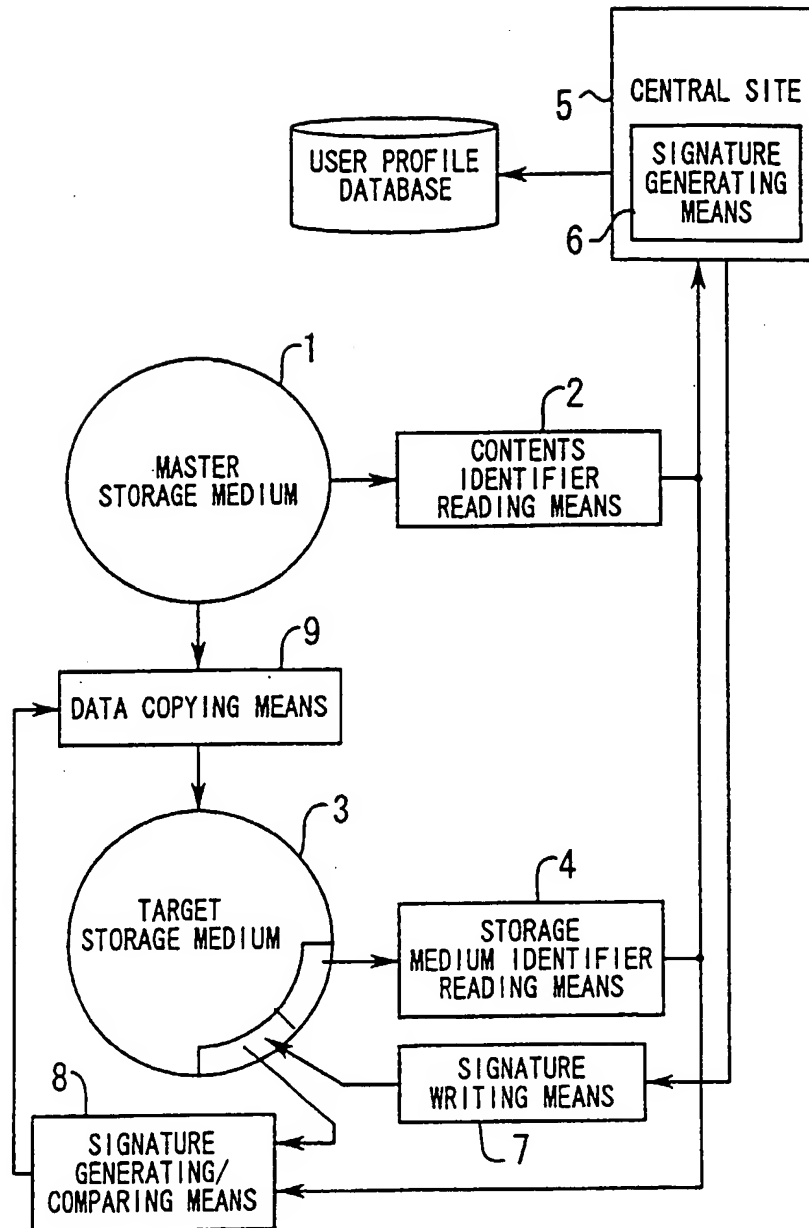 5
CENTRAL SITE
SIGNATURE
GENERATING
MEANS
6
USER PROFILE
DATABASE
1
MASTER
STORAGE MEDIUM
2
CONTENTS
IDENTIFIER
READING MEANS
9
DATA COPYING MEANS
3
TARGET
STORAGE MEDIUM
4
STORAGE
MEDIUM IDENTIFIER
READING MEANS
SIGNATURE
WRITING MEANS
7
8
SIGNATURE
GENERATING/
COMPARING MEANS